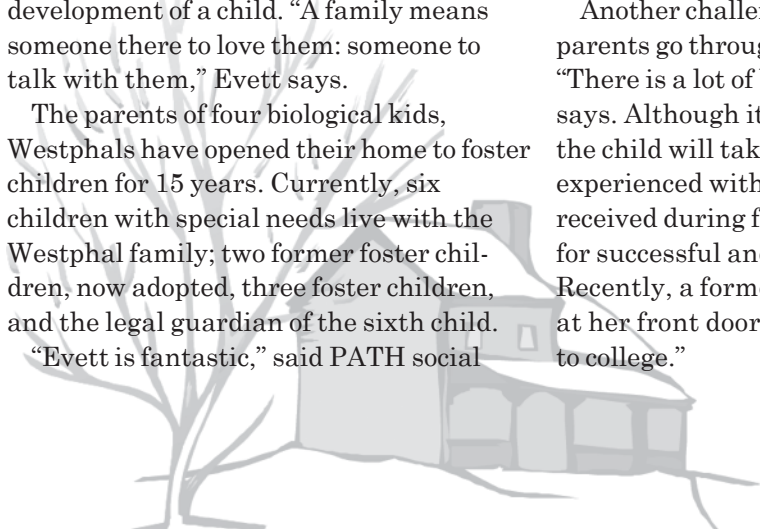 development of a child. “A family means
someone there to love them: someone to
talk with them,” Evett says.
The parents of four biological kids,
Westphals have opened their home to foster
children for 15 years. Currently, six
children with special needs live with the
Westphal family; two former foster chil-
dren, now adopted, three foster children,
and the legal guardian of the sixth child.
“Evett is fantastic,” said PATH social
Another
parents go
“There is a lot of
says. Although it
the child will
experienced with
received during
for successful
Recently, a
at her front door
to college.”